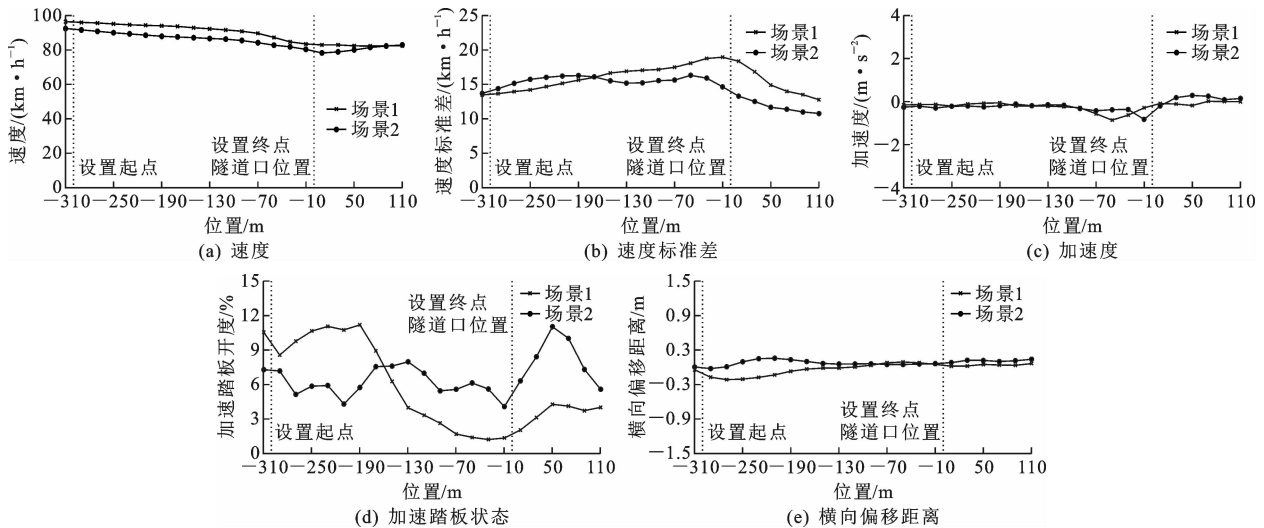 100
80
60
40
20
0
速度/(km·h⁻¹)
场景1
场景2
设置起点
设置终点
隧道口位置
-310 -250 -190 -130 -70 -10 50 110
位置/m
(a) 速度
25
20
15
10
5
0
速度标准差/(km·h⁻¹)
场景1
场景2
设置起点
设置终点
隧道口位置
-310 -250 -190 -130 -70 -10 50 110
位置/m
(b) 速度标准差
4
2
0
-2
-4
加速度/(m·s⁻²)
场景1
场景2
设置起点
设置终点
隧道口位置
-310 -250 -190 -130 -70 -10 50 110
位置/m
(c) 加速度
15
12
9
6
3
0
加速踏板开度/%
设置终点
隧道口位置
场景1
场景2
设置起点
-310 -250 -190 -130 -70 -10 50 110
位置/m
(d) 加速踏板状态
1.5
0.9
0.3
-0.3
-0.9
-1.5
横向偏移距离/m
场景1
场景2
设置起点
设置终点
隧道口位置
-310 -250 -190 -130 -70 -10 50 110
位置/m
(e) 横向偏移距离